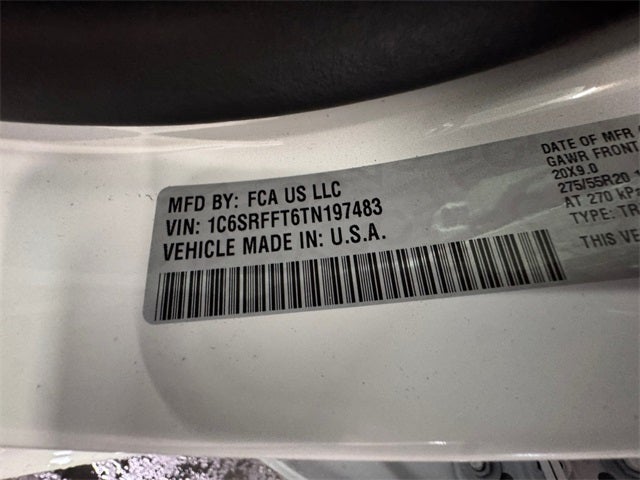 MFD BY: FCA US LLC
VIN: 1C6SRFFT6TN197483
VEHICLE MADE IN: U.S.A.
DATE OF MFR
GAWR FRONT
20X9.0
275/55R20
AT 270 KP
TYPE: TR
THIS VE